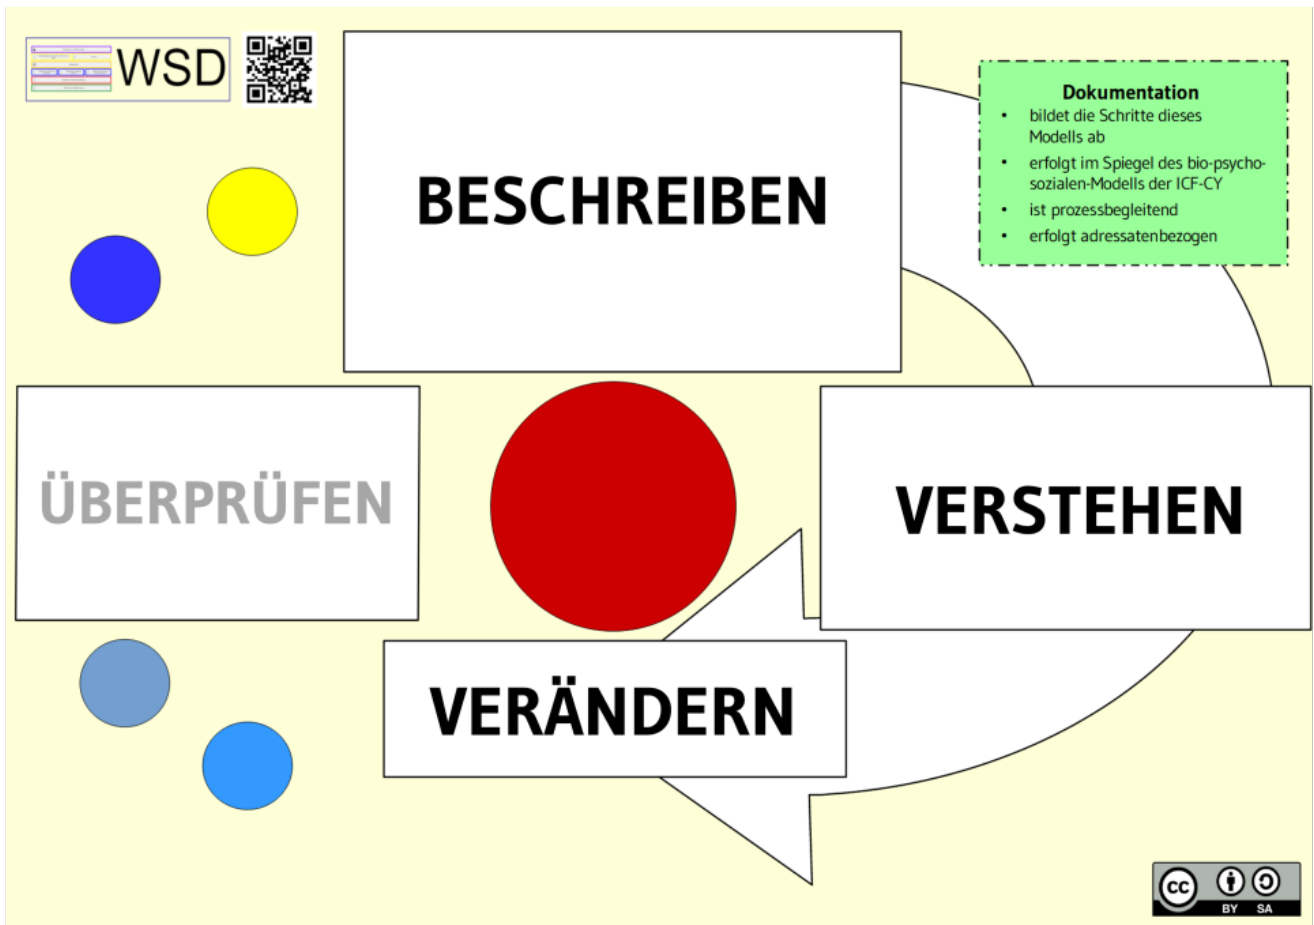 WSD
BESCHREIBEN
Dokumentation
• bildet die Schritte dieses
Modells ab
• erfolgt im Spiegel des bio-psycho-
sozialen-Modells der ICF-CY
• ist prozessbegleitend
• erfolgt adressatenbezogen
ÜBERPRÜFEN
VERSTEHEN
VERÄNDERN
cc
BY SA